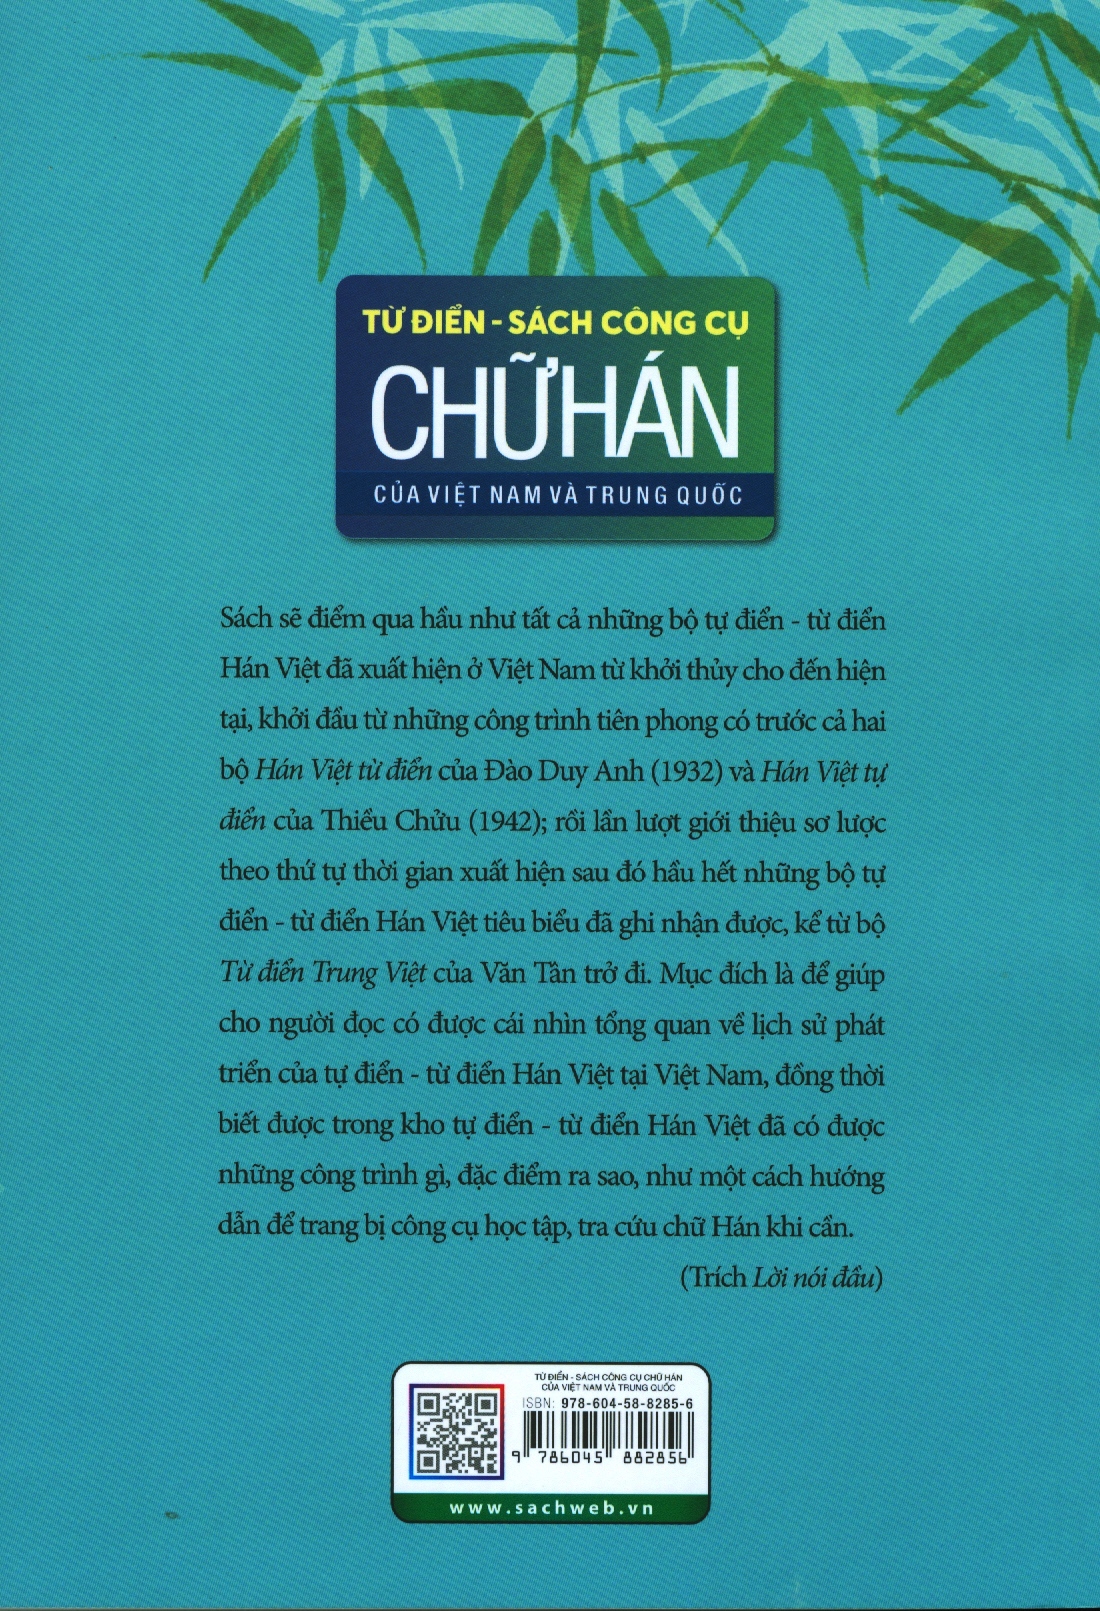 TỪ ĐIỂN - SÁCH CÔNG CỤ
CHỮ HÁN
CỦA VIỆT NAM VÀ TRUNG QUỐC
Sách sẽ điểm qua hầu như tất cả những bộ tự điển - từ điển
Hán Việt đã xuất hiện ở Việt Nam từ khởi thủy cho đến hiện
tại, khởi đầu từ những công trình tiên phong có trước cả hai
bộ Hán Việt từ điển của Đào Duy Anh (1932) và Hán Việt tự
điển của Thiều Chửu (1942); rồi lần lượt giới thiệu sơ lược
theo thứ tự thời gian xuất hiện sau đó hầu hết những bộ tự
điển - từ điển Hán Việt tiêu biểu đã ghi nhận được, kể từ bộ
Từ điển Trung Việt của Văn Tân trở đi. Mục đích là để giúp
cho người đọc có được cái nhìn tổng quan về lịch sử phát
triển của tự điển - từ điển Hán Việt tại Việt Nam, đồng thời
biết được trong kho tự điển - từ điển Hán Việt đã có được
những công trình gì, đặc điểm ra sao, như một cách hướng
dẫn để trang bị công cụ học tập, tra cứu chữ Hán khi cần.
(Trích Lời nói đầu)
TỪ ĐIỂN - SÁCH CÔNG CỤ CHỮ HÁN
CỦA VIỆT NAM VÀ TRUNG QUỐC
ISBN: 978-604-58-8285-6
9 786045 882856
www.sachweb.vn